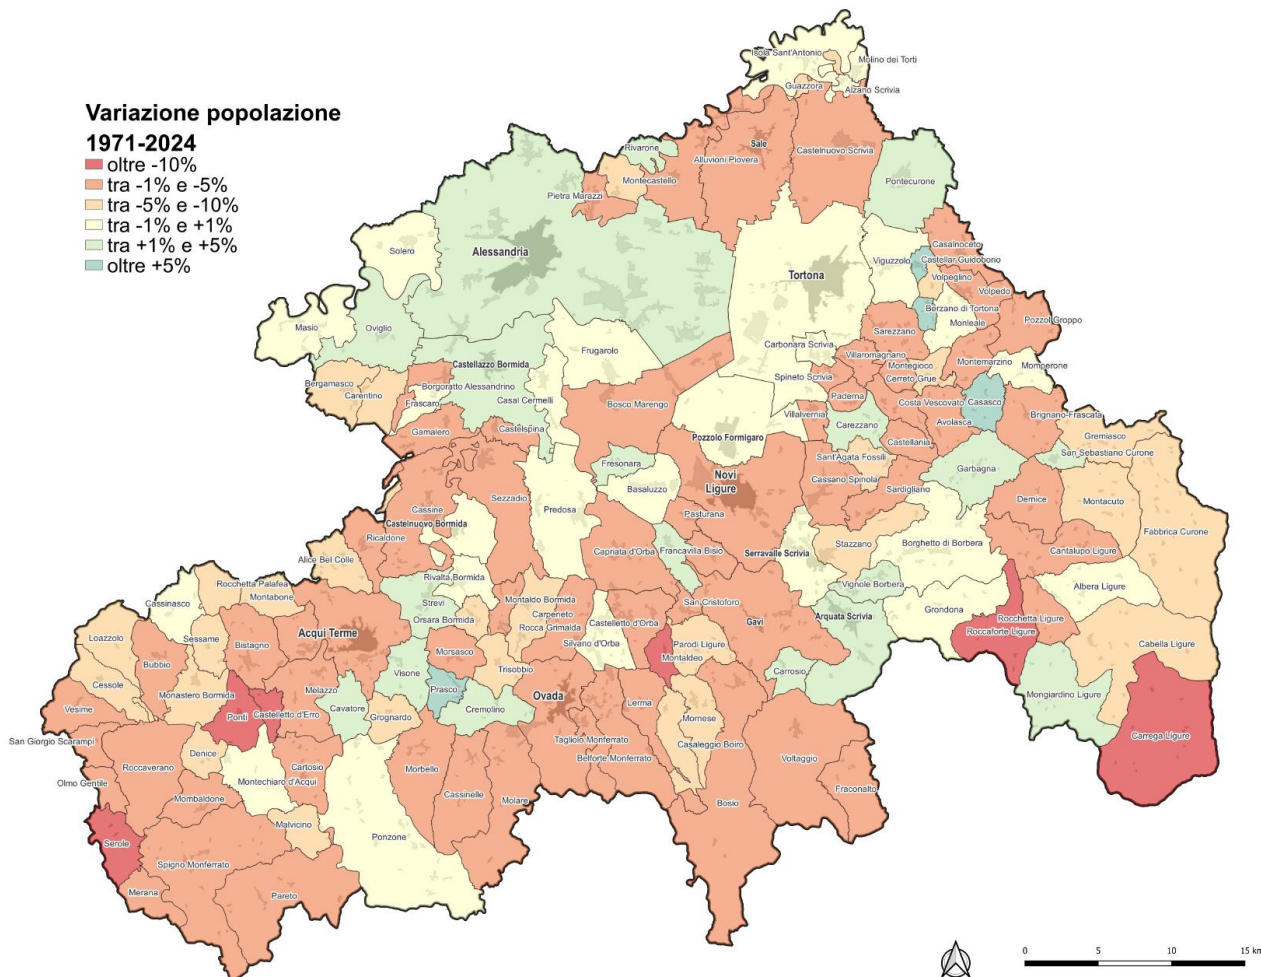 Variazione popolazione
1971-2024
oltre -10%
tra -1% e -5%
tra -5% e -10%
tra -1% e +1%
tra +1% e +5%
oltre +5%
Isola Sant'Antonio
Molino dei Torti
Guazzora
Alzano Scrivia
Sale
Rivarone
Alluvioni Piovera
Castelnuovo Scrivia
Montecastello
Pontecurone
Pietra Marazzi
Solero
Alessandria
Casalnoceto
Viguzzolo
Castellar Guidobono
Tortona
Volpeglino
Volpedo
Masio
Oviglio
Berzano di Tortona
Pozzol Groppo
Monleale
Sarezzano
Frugarolo
Carbonara Scrivia
Villaromagnano
Castellazzo Bormida
Montegioco
Montemarzino
Momperone
Bergamasco
Borgoratto Alessandrino
Spineto Scrivia
Cerreto Grue
Carentino
Casal Cermelli
Paderna
Costa Vescovato
Casasco
Frascaro
Bosco Marengo
Villalvernia
Brignano-Frascata
Carezzano
Avolasca
Gamalero
Castelspina
Pozzolo Formigaro
Castellania
Gremiasco
San Sebastiano Curone
Sant'Agata Fossili
Fresonara
Garbagna
Novi
Ligure
Cassano Spinola
Basaluzzo
Sardigliano
Sezzadio
Dernice
Montacuto
Cassine
Predosa
Pasturana
Castelnuovo Bormida
Fabbrica Curone
Ricaldone
Stazzano
Borghetto di Borbera
Capriata d'Orba
Francavilla Bisio
Serravalle Scrivia
Cantalupo Ligure
Alice Bel Colle
Rivalta Bormida
Vignole Borbera
Rocchetta Palafea
Albera Ligure
Cassinasco
Montabone
Strevi
Montaldo Bormida
San Cristoforo
Grondona
Carpeneto
Orsara Bormida
Castelletto d'Orba
Gavi
Arquata Scrivia
Rocchetta Ligure
Rocca Grimalda
Loazzolo
Sessame
Acqui Terme
Roccaforte Ligure
Bistagno
Silvano d'Orba
Parodi Ligure
Cabella Ligure
Morsasco
Bubbio
Montaldeo
Trisobbio
Visone
Carrosio
Cessole
Monastero Bormida
Melazzo
Prasco
Mongiardino Ligure
Ovada
Lerma
Vesime
Ponti
Castelletto d'Erro
Cavatore
Cremolino
Grognardo
Mornese
Carrega Ligure
San Giorgio Scarampi
Tagliolo Monferrato
Casaleggio Boiro
Denice
Belforte Monferrato
Voltaggio
Roccaverano
Cartosio
Morbello
Olmo Gentile
Montechiaro d'Acqui
Fraconalto
Cassinelle
Mombaldone
Molare
Bosio
Malvicino
Ponzone
Serole
Spigno Monferrato
Merana
Pareto
0 5 10 15 km